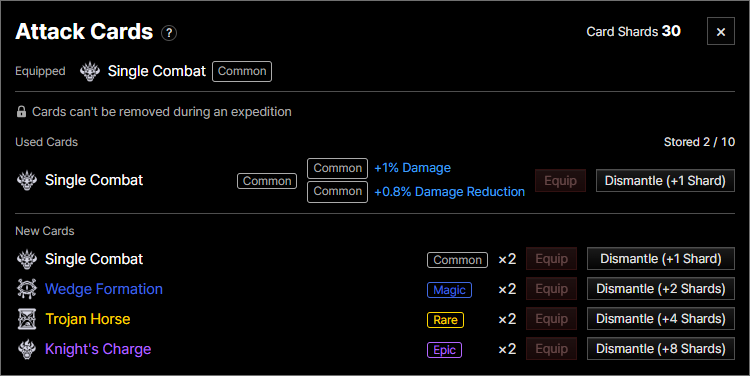 Attack Cards ? Card Shards 30 ×
Equipped Single Combat Common
Cards can't be removed during an expedition
Used Cards Stored 2 / 10
Single Combat Common Common +1% Damage Equip Dismantle (+1 Shard)
Common +0.8% Damage Reduction
New Cards
Single Combat Common ×2 Equip Dismantle (+1 Shard)
Wedge Formation Magic ×2 Equip Dismantle (+2 Shards)
Trojan Horse Rare ×2 Equip Dismantle (+4 Shards)
Knight's Charge Epic ×2 Equip Dismantle (+8 Shards)